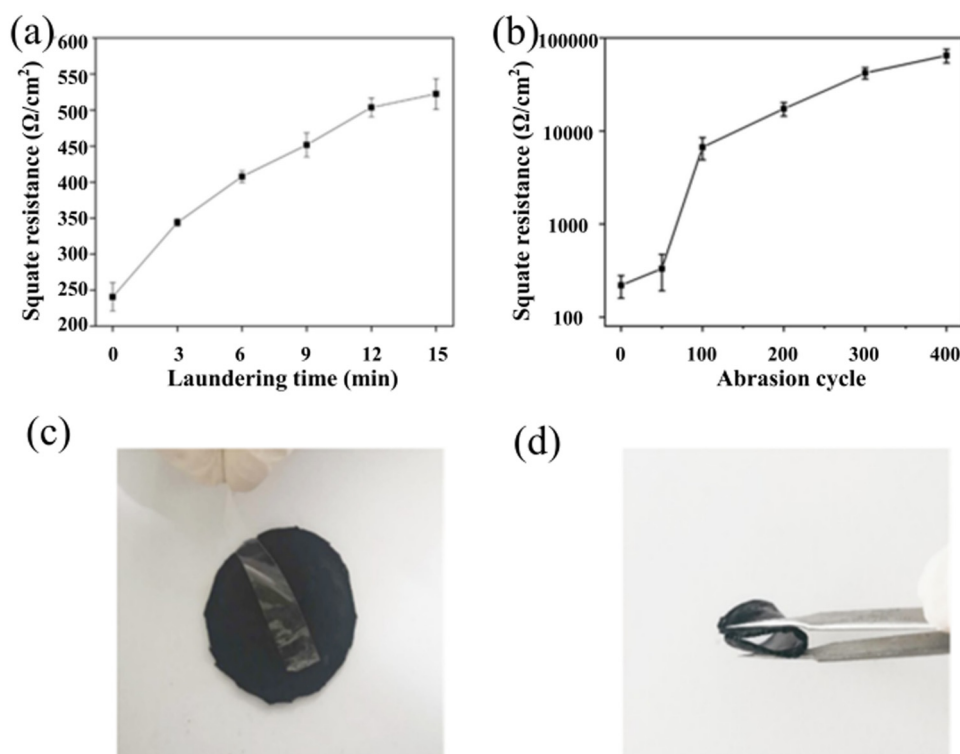 (a)
600
550
500
450
400
350
300
250
200
Squate resistance (Ω/cm²)
0 3 6 9 12 15
Laundering time (min)
(b)
100000
10000
1000
100
Squate resistance (Ω/cm²)
0 100 200 300 400
Abrasion cycle
(c)
(d)